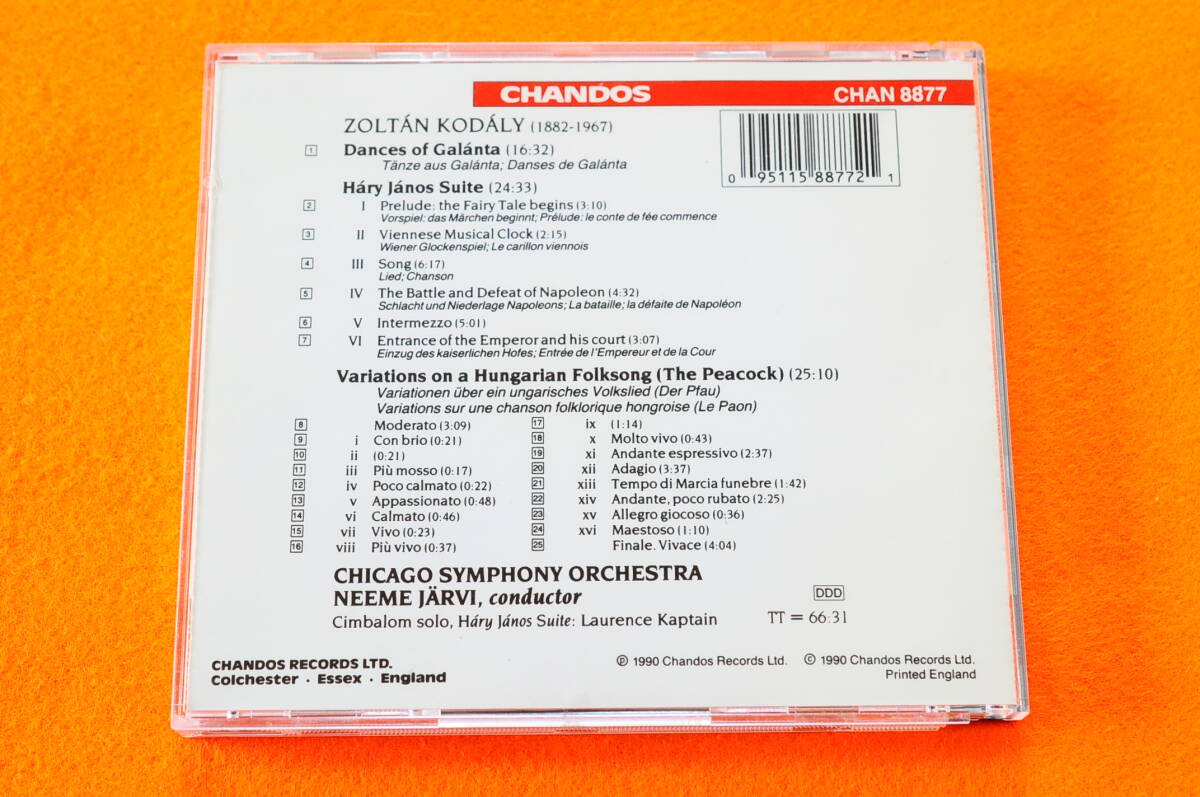 CHANDOS CHAN 8877
ZOLTÁN KODÁLY (1882-1967)
0 95115 88772 1
1 Dances of Galánta (16:32)
Tänze aus Galánta; Danses de Galánta
Háry János Suite (24:33)
2 I Prelude: the Fairy Tale begins (3:10)
Vorspiel: das Märchen beginnt; Prélude: le conte de fée commence
3 II Viennese Musical Clock (2:15)
Wiener Glockenspiel; Le carillon viennois
4 III Song (6:17)
Lied; Chanson
5 IV The Battle and Defeat of Napoleon (4:32)
Schlacht und Niederlage Napoleons; La bataille; la défaite de Napoléon
6 V Intermezzo (5:01)
7 VI Entrance of the Emperor and his court (3:07)
Einzug des kaiserlichen Hofes; Entrée de l'Empereur et de la Cour
Variations on a Hungarian Folksong (The Peacock) (25:10)
Variationen über ein ungarisches Volkslied (Der Pfau)
Variations sur une chanson folklorique hongroise (Le Paon)
8 Moderato (3:09)
9 i Con brio (0:21)
10 ii (0:21)
11 iii Più mosso (0:17)
12 iv Poco calmato (0:22)
13 v Appassionato (0:48)
14 vi Calmato (0:46)
15 vii Vivo (0:23)
16 viii Più vivo (0:37)
17 ix (1:14)
18 x Molto vivo (0:43)
19 xi Andante espressivo (2:37)
20 xii Adagio (3:37)
21 xiii Tempo di Marcia funebre (1:42)
22 xiv Andante, poco rubato (2:25)
23 xv Allegro giocoso (0:36)
24 xvi Maestoso (1:10)
25 Finale. Vivace (4:04)
CHICAGO SYMPHONY ORCHESTRA
NEEME JÄRVI, conductor
DDD
Cimbalom solo, Háry János Suite: Laurence Kaptain TT = 66:31
CHANDOS RECORDS LTD.
Colchester · Essex · England
℗ 1990 Chandos Records Ltd. © 1990 Chandos Records Ltd.
Printed England